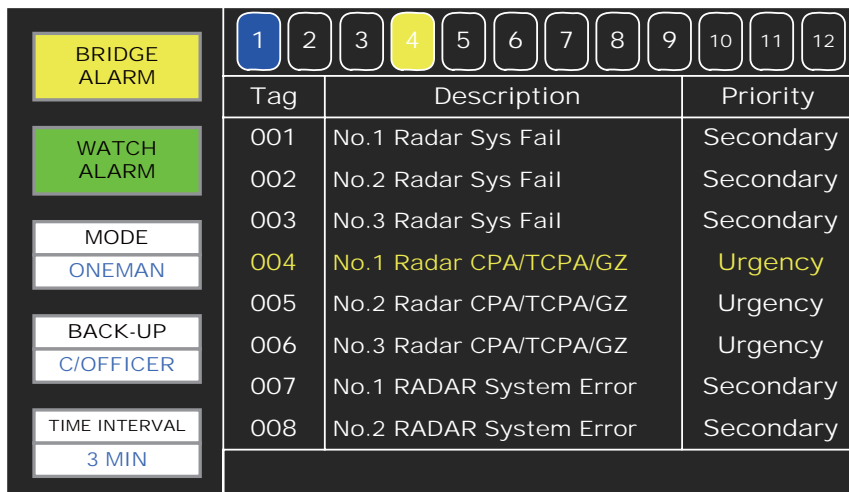 BRIDGE
ALARM
WATCH
ALARM
MODE
ONEMAN
BACK-UP
C/OFFICER
TIME INTERVAL
3 MIN
1 2 3 4 5 6 7 8 9 10 11 12
Tag Description Priority
001 No.1 Radar Sys Fail Secondary
002 No.2 Radar Sys Fail Secondary
003 No.3 Radar Sys Fail Secondary
004 No.1 Radar CPA/TCPA/GZ Urgency
005 No.2 Radar CPA/TCPA/GZ Urgency
006 No.3 Radar CPA/TCPA/GZ Urgency
007 No.1 RADAR System Error Secondary
008 No.2 RADAR System Error Secondary